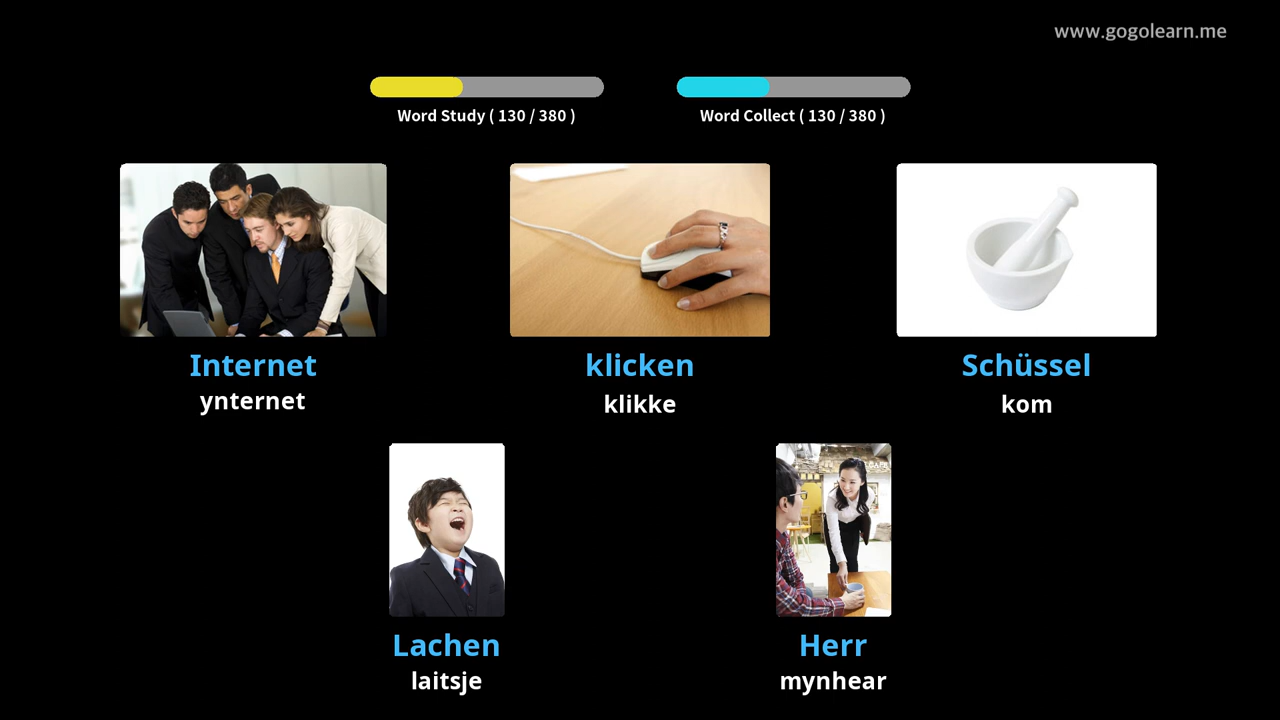 www.gogolearn.me
Word Study ( 130 / 380 )
Word Collect ( 130 / 380 )
Internet
ynternet
klicken
klikke
Schüssel
kom
Lachen
laitsje
Herr
mynhear